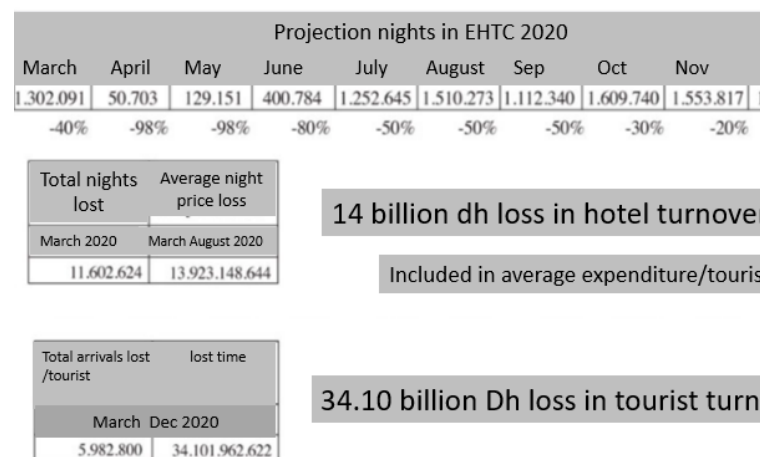 Projection nights in EHTC 2020
March April May June July August Sep Oct Nov
1.302.091 50.703 129.151 400.784 1.252.645 1.510.273 1.112.340 1.609.740 1.553.817
-40% -98% -98% -80% -50% -50% -50% -30% -20%
Total nights lost Average night price loss
March 2020 March August 2020
11.602.624 13.923.148.644
14 billion dh loss in hotel turnover
Included in average expenditure/touris
Total arrivals lost /tourist lost time
March Dec 2020
5.982.800 34.101.962.622
34.10 billion Dh loss in tourist turn